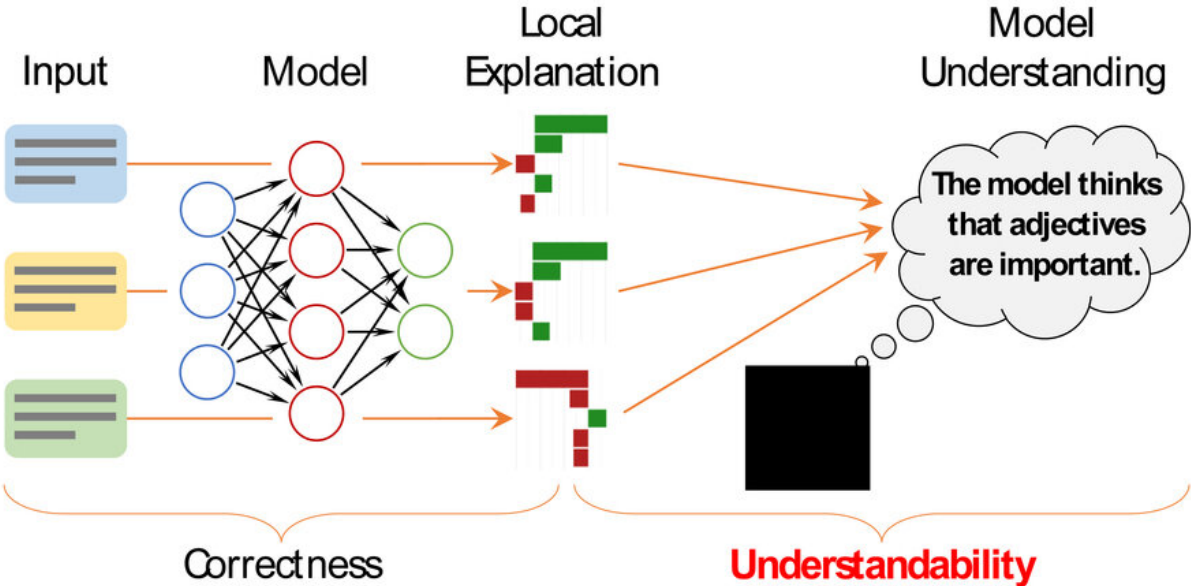 Input
Model
Local
Explanation
Model
Understanding
The model thinks
that adjectives
are important.
Correctness
Understandability